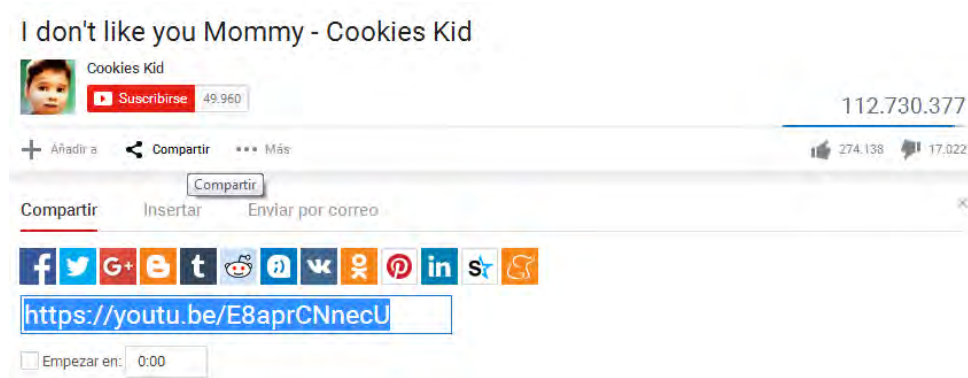 I don't like you Mommy - Cookies Kid
Cookies Kid
Suscribirse 49.960
112.730.377
Añadir a Compartir Más
274.138 17.022
Compartir
Compartir Insertar Enviar por correo
https://youtu.be/E8aprCNnecU
Empezar en: 0:00